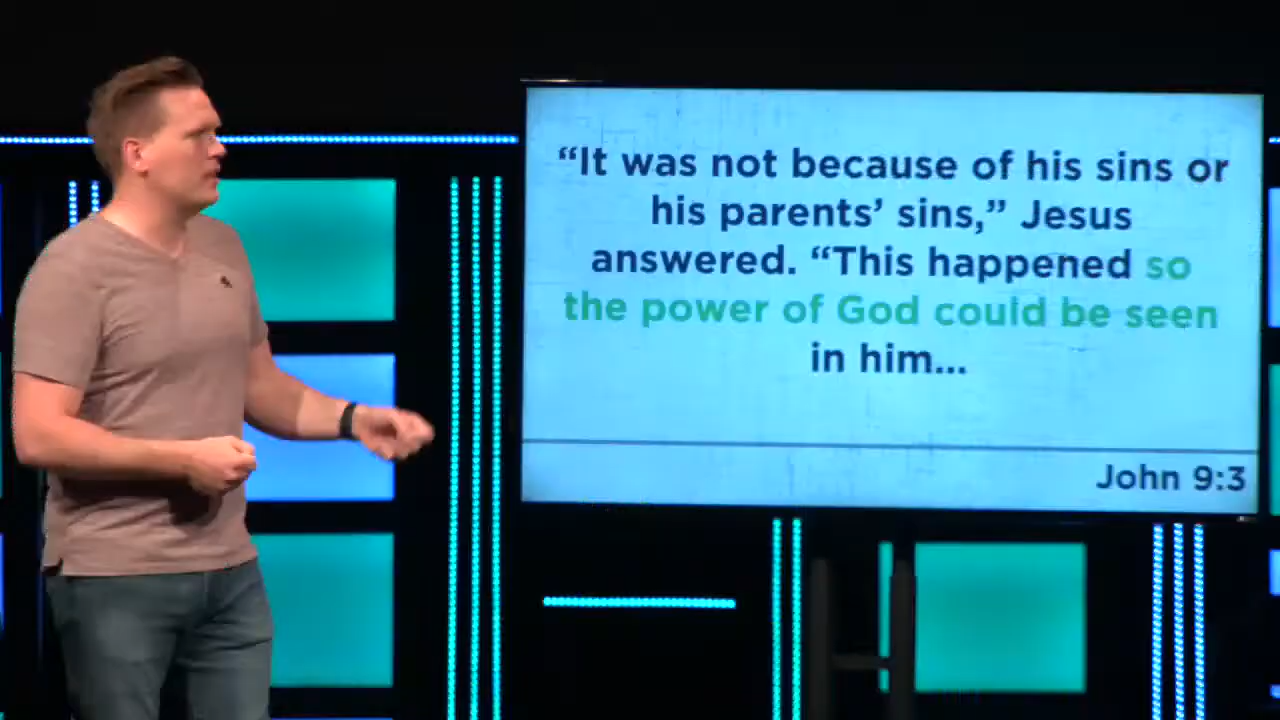 “It was not because of his sins or
his parents’ sins,” Jesus
answered. “This happened so
the power of God could be seen
in him...
John 9:3